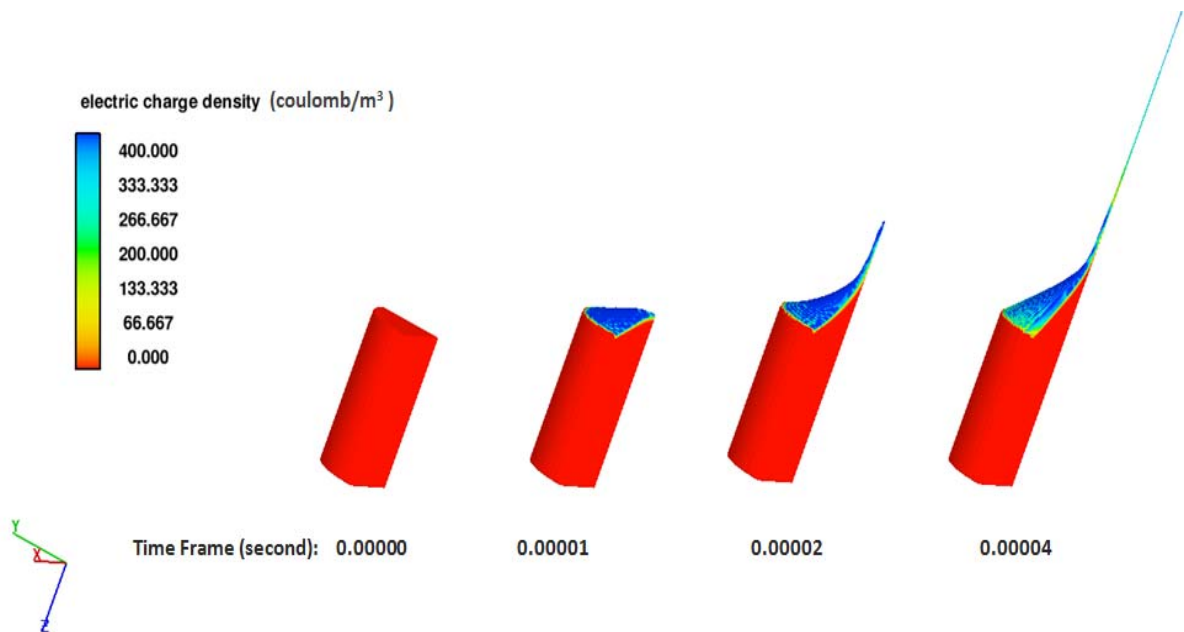 electric charge density (coulomb/m³ )
400.000
333.333
266.667
200.000
133.333
66.667
0.000
Time Frame (second): 0.00000 0.00001 0.00002 0.00004
Y
X
Z